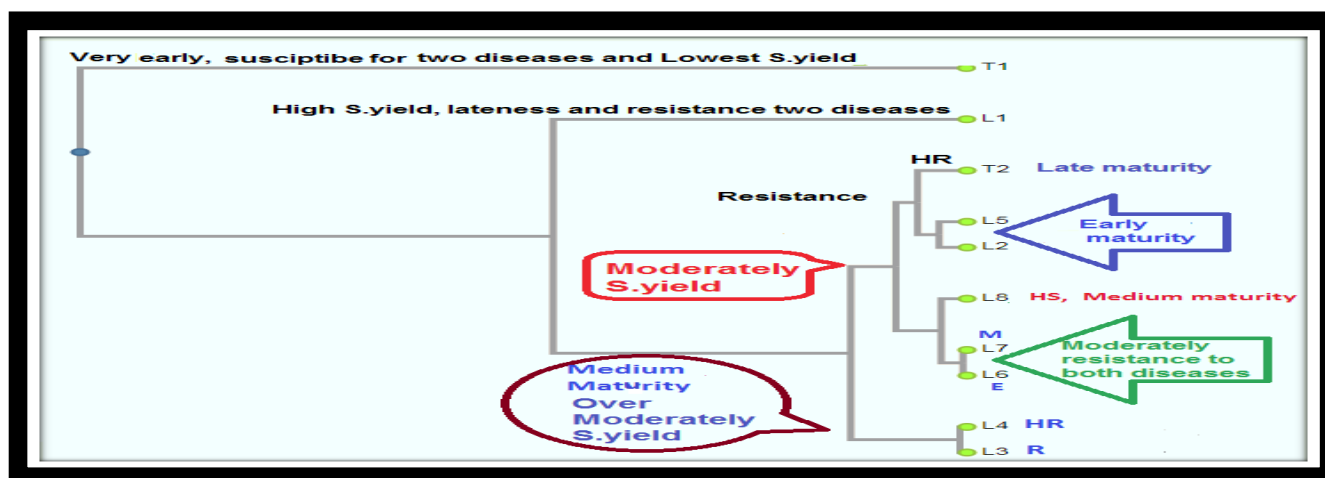 Very early, susciptibe for two diseases and Lowest S.yield
T1
High S.yield, lateness and resistance two diseases
L1
HR
T2 Late maturity
Resistance
L5
L2
Early
maturity
Moderately
S.yield
L8 HS, Medium maturity
M
L7
L6
E
Moderately
resistance to
both diseases
Medium
Maturity
Over
Moderately
S.yield
L4 HR
L3 R